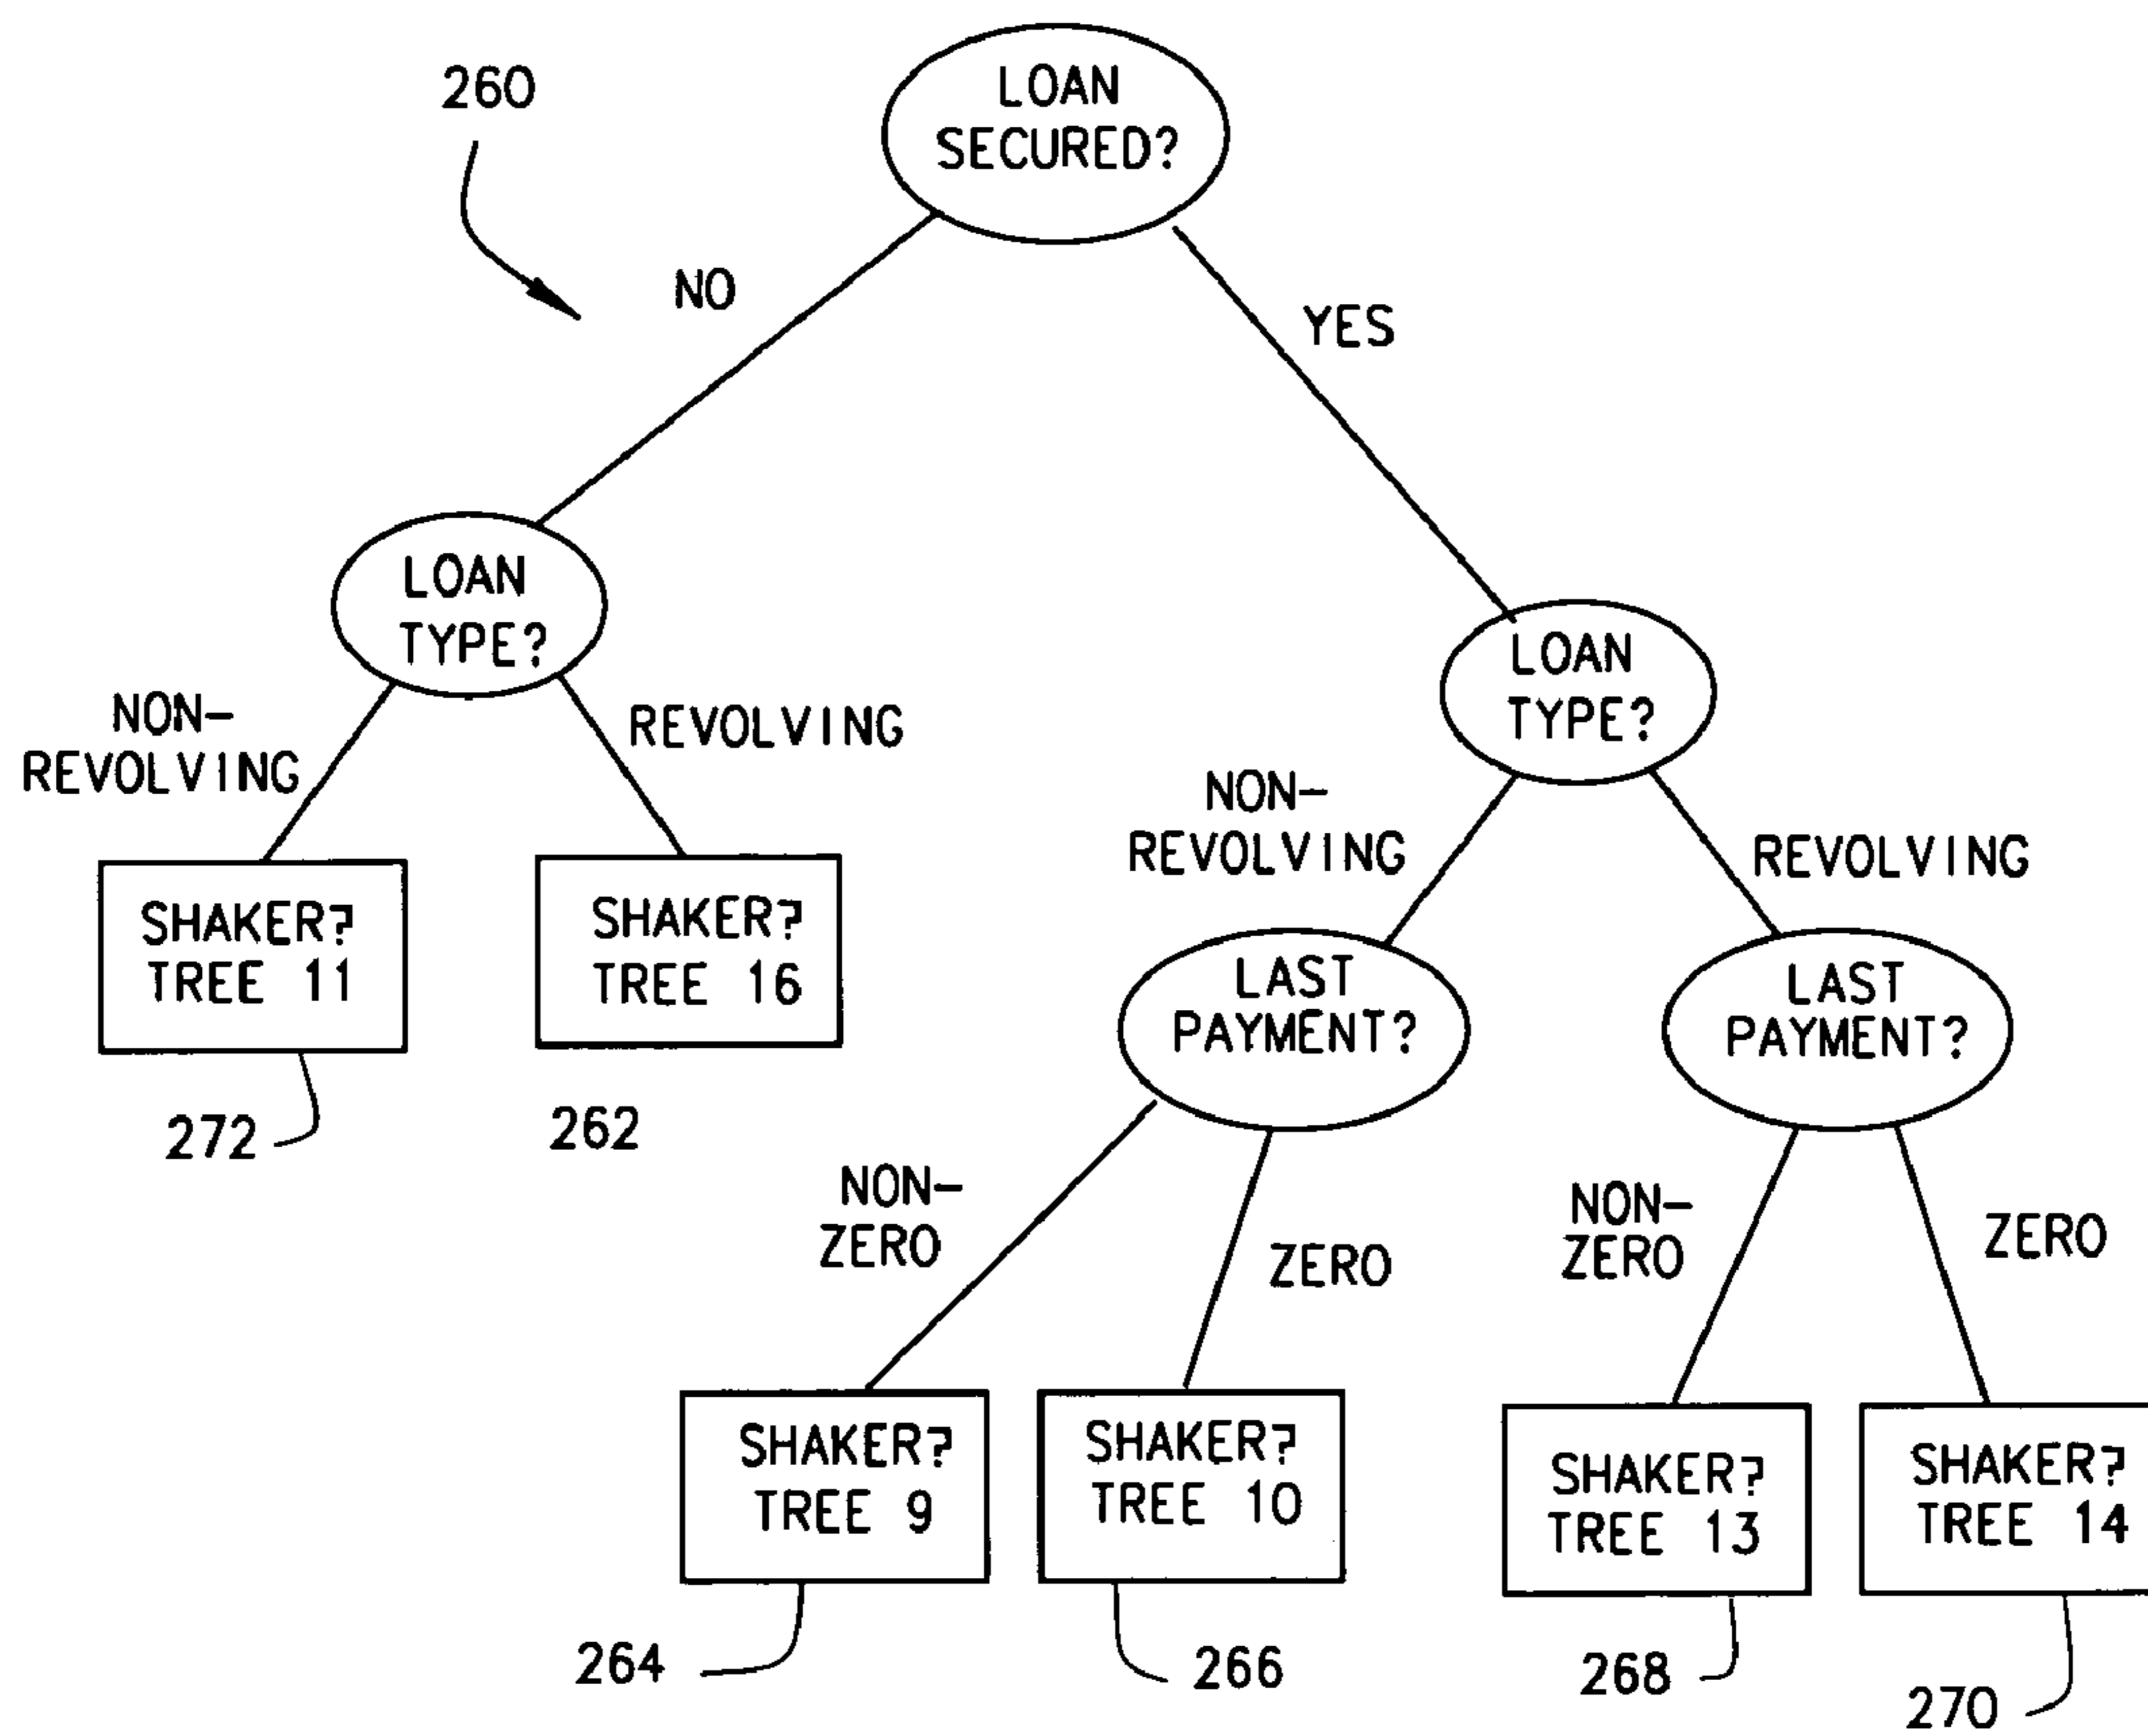 260
LOAN
SECURED?
NO
YES
LOAN
TYPE?
LOAN
TYPE?
NON-
REVOLVING
REVOLVING
NON-
REVOLVING
REVOLVING
SHAKER?
TREE 11
SHAKER?
TREE 16
LAST
PAYMENT?
LAST
PAYMENT?
272
262
NON-
ZERO
ZERO
NON-
ZERO
ZERO
SHAKER?
TREE 9
SHAKER?
TREE 10
SHAKER?
TREE 13
SHAKER?
TREE 14
264
266
268
270